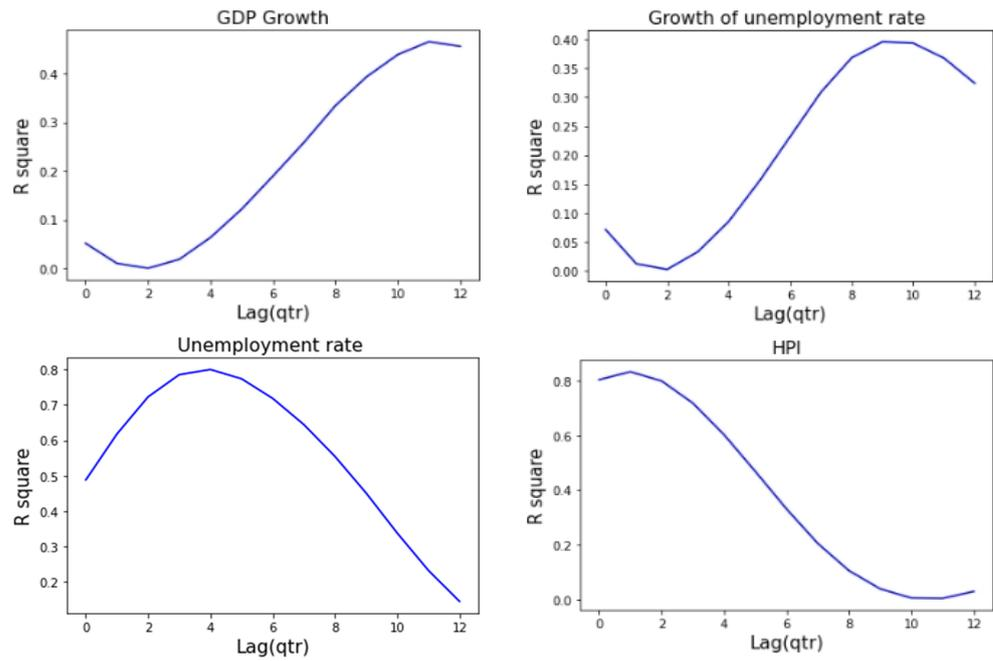 GDP Growth
R square
0.4
0.3
0.2
0.1
0.0
0 2 4 6 8 10 12
Lag(qtr)
Growth of unemployment rate
R square
0.40
0.35
0.30
0.25
0.20
0.15
0.10
0.05
0.00
0 2 4 6 8 10 12
Lag(qtr)
Unemployment rate
R square
0.8
0.7
0.6
0.5
0.4
0.3
0.2
0 2 4 6 8 10 12
Lag(qtr)
HPI
R square
0.8
0.6
0.4
0.2
0.0
0 2 4 6 8 10 12
Lag(qtr)